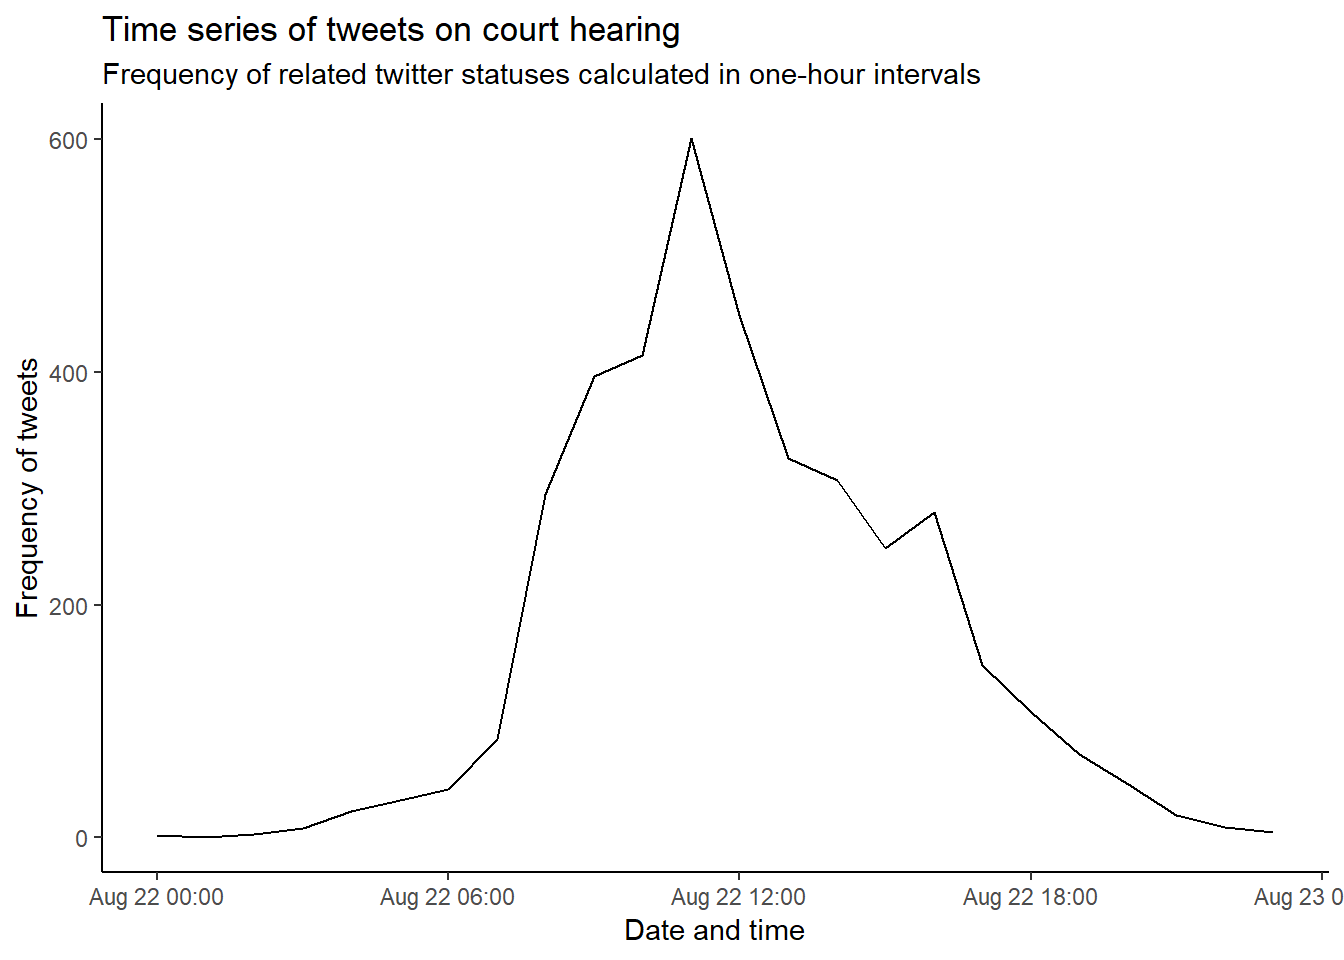 Time series of tweets on court hearing
Frequency of related twitter statuses calculated in one-hour intervals
Frequency of tweets
600
400
200
0
Aug 22 00:00 Aug 22 06:00 Aug 22 12:00 Aug 22 18:00 Aug 23 0
Date and time